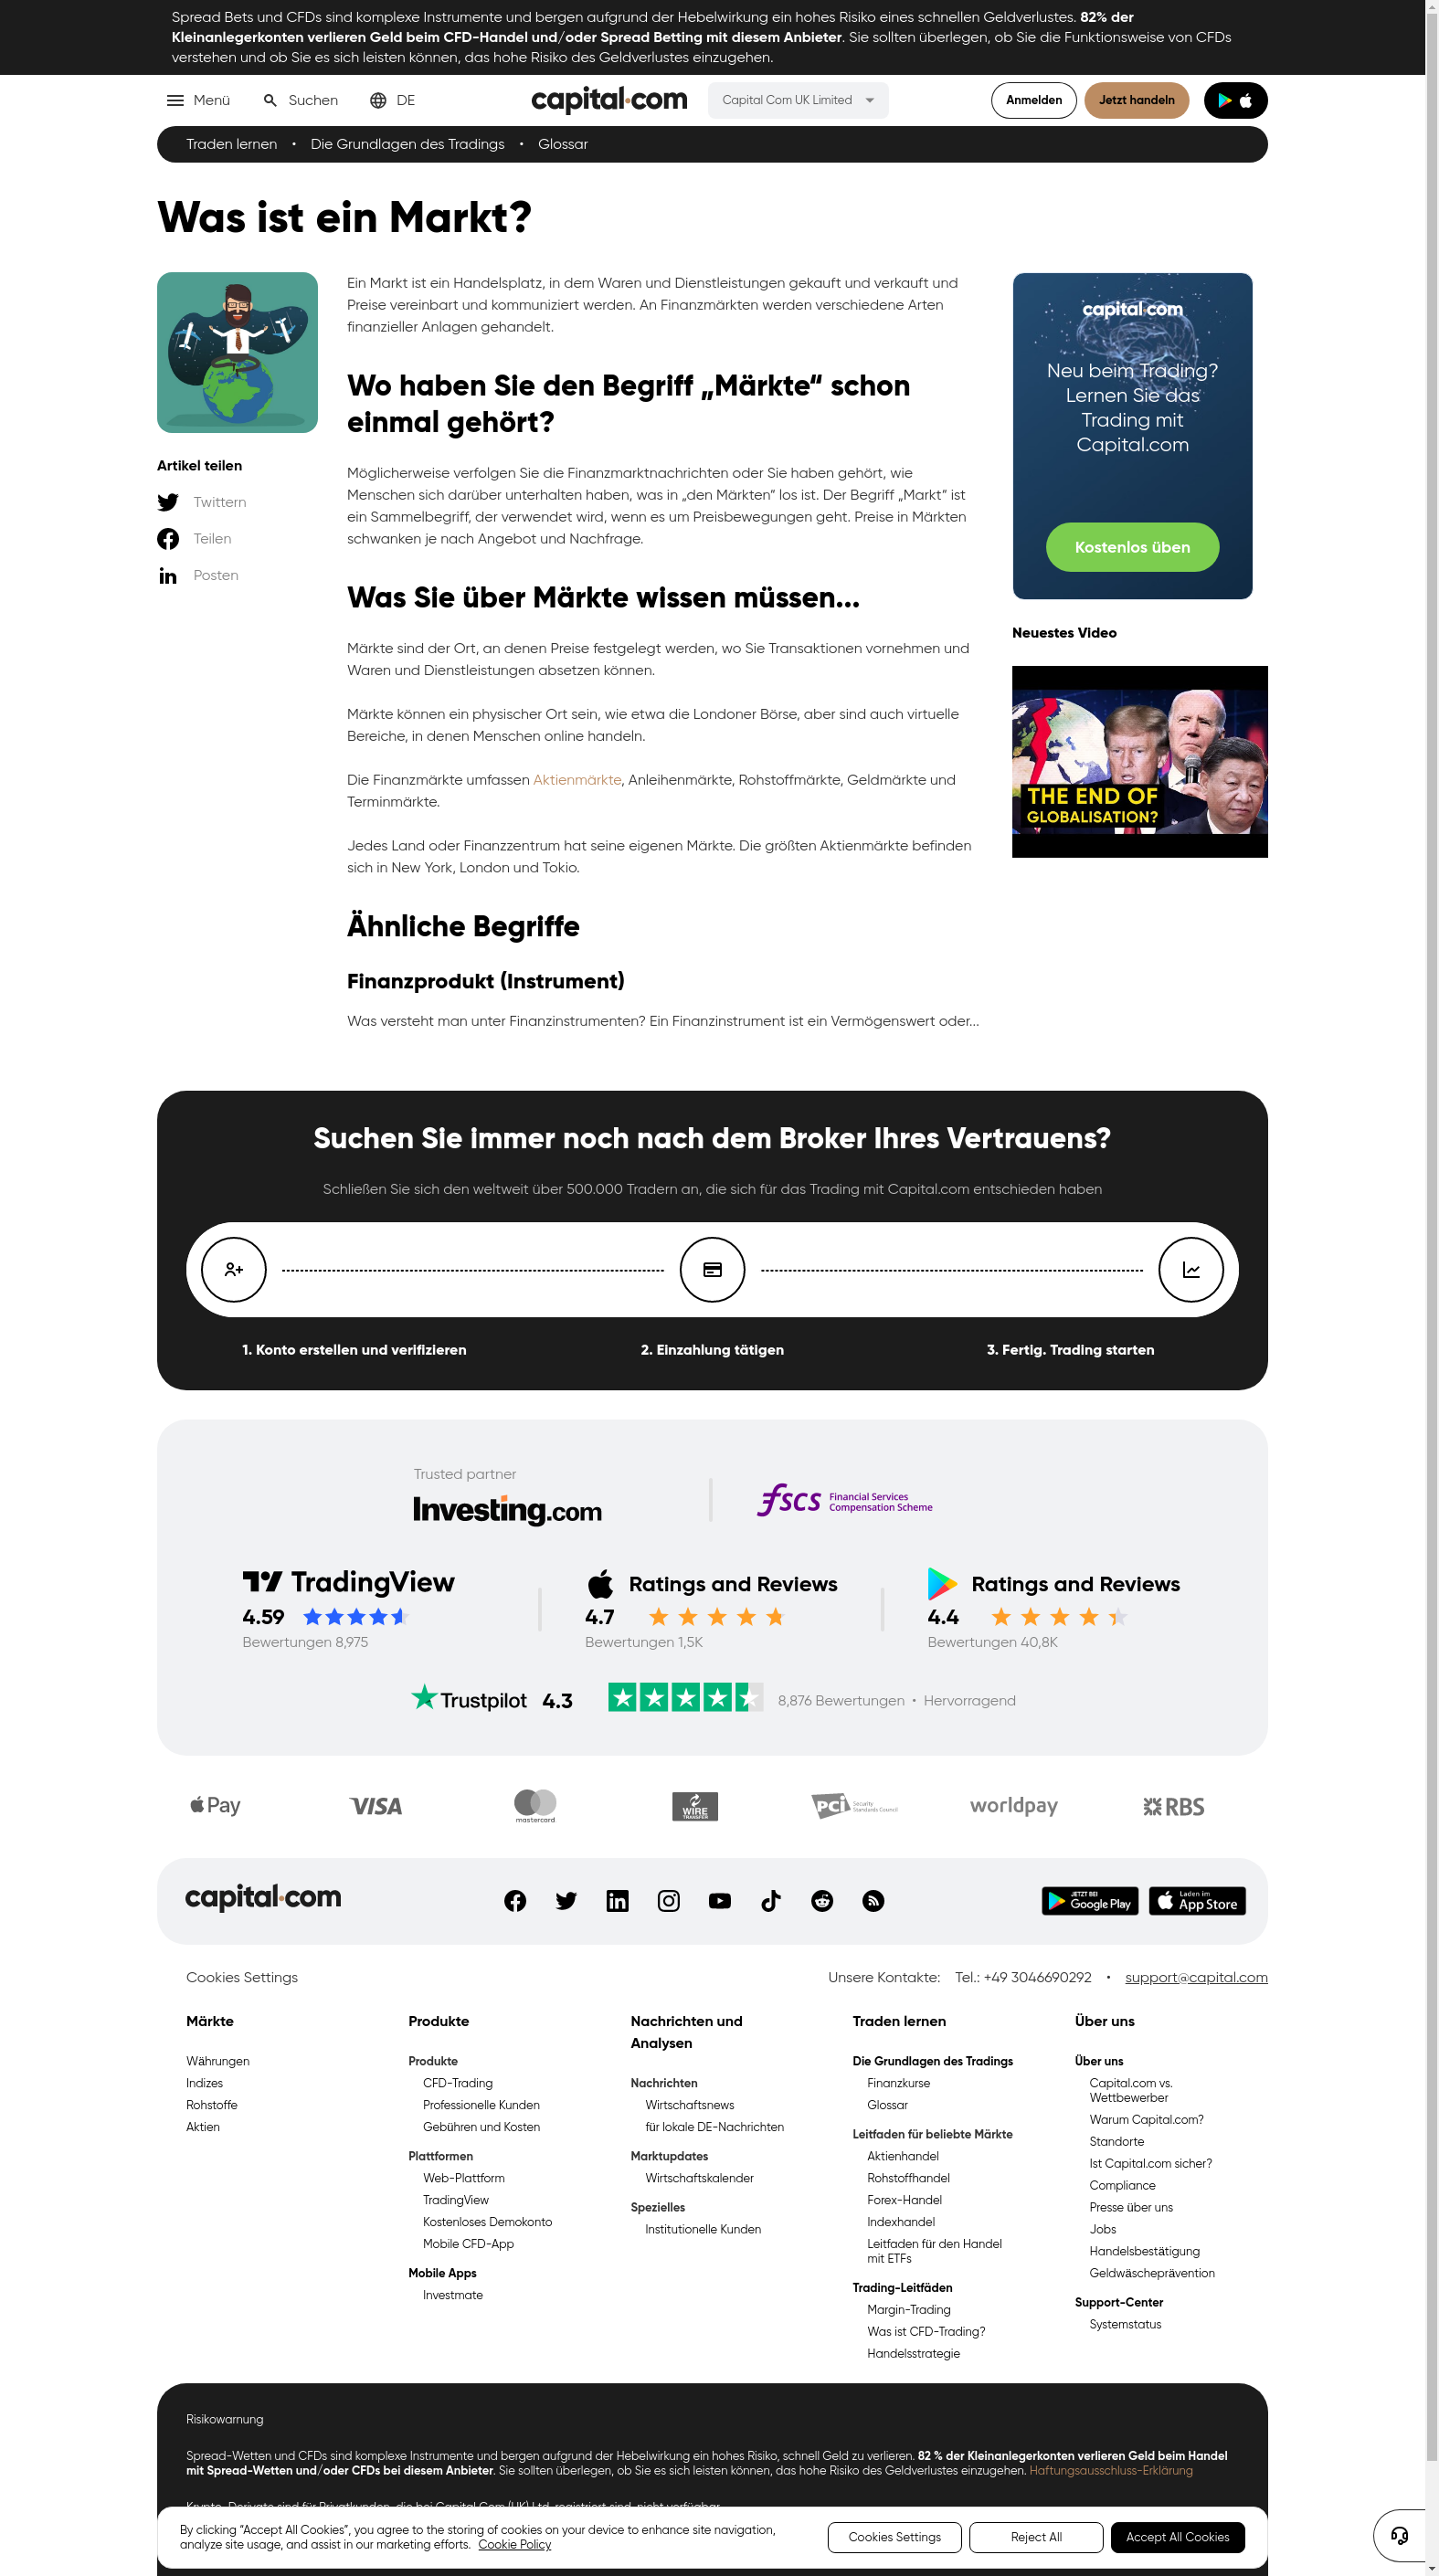 Spread Bets und CFDs sind komplexe Instrumente und bergen aufgrund der Hebelwirkung ein hohes Risiko eines schnellen Geldverlustes. 82% der
Kleinanlegerkonten verlieren Geld beim CFD-Handel und/oder Spread Betting mit diesem Anbieter. Sie sollten überlegen, ob Sie die Funktionsweise von CFDs
verstehen und ob Sie es sich leisten können, das hohe Risiko des Geldverlustes einzugehen.
Menü Suchen DE capital.com Capital Com UK Limited Anmelden Jetzt handeln
Traden lernen • Die Grundlagen des Tradings • Glossar
Was ist ein Markt?
Ein Markt ist ein Handelsplatz, in dem Waren und Dienstleistungen gekauft und verkauft und
Preise vereinbart und kommuniziert werden. An Finanzmärkten werden verschiedene Arten
finanzieller Anlagen gehandelt.
Wo haben Sie den Begriff „Märkte“ schon
einmal gehört?
Möglicherweise verfolgen Sie die Finanzmarktnachrichten oder Sie haben gehört, wie
Menschen sich darüber unterhalten haben, was in „den Märkten“ los ist. Der Begriff „Markt“ ist
ein Sammelbegriff, der verwendet wird, wenn es um Preisbewegungen geht. Preise in Märkten
schwanken je nach Angebot und Nachfrage.
Was Sie über Märkte wissen müssen...
Märkte sind der Ort, an denen Preise festgelegt werden, wo Sie Transaktionen vornehmen und
Waren und Dienstleistungen absetzen können.
Märkte können ein physischer Ort sein, wie etwa die Londoner Börse, aber sind auch virtuelle
Bereiche, in denen Menschen online handeln.
Die Finanzmärkte umfassen Aktienmärkte, Anleihenmärkte, Rohstoffmärkte, Geldmärkte und
Terminmärkte.
Jedes Land oder Finanzzentrum hat seine eigenen Märkte. Die größten Aktienmärkte befinden
sich in New York, London und Tokio.
Ähnliche Begriffe
Finanzprodukt (Instrument)
Was versteht man unter Finanzinstrumenten? Ein Finanzinstrument ist ein Vermögenswert oder...
Artikel teilen
Twittern
Teilen
Posten
capital.com
Neu beim Trading?
Lernen Sie das
Trading mit
Capital.com
Kostenlos üben
Neuestes Video
THE END OF
GLOBALISATION?
Suchen Sie immer noch nach dem Broker Ihres Vertrauens?
Schließen Sie sich den weltweit über 500.000 Tradern an, die sich für das Trading mit Capital.com entschieden haben
1. Konto erstellen und verifizieren
2. Einzahlung tätigen
3. Fertig. Trading starten
Trusted partner
Investing.com
fscs Financial Services
Compensation Scheme
TradingView
4.59
Bewertungen 8,975
Ratings and Reviews
4.7
Bewertungen 1,5K
Ratings and Reviews
4.4
Bewertungen 40,8K
Trustpilot 4.3 8,876 Bewertungen • Hervorragend
Pay
VISA
mastercard
WIRE
TRANSFER
PCI Security
Standards Council
worldpay
RBS
capital.com
JETZT BEI
Google Play
Laden im
App Store
Cookies Settings
Unsere Kontakte: Tel.: +49 3046690292 • support@capital.com
Märkte
Währungen
Indizes
Rohstoffe
Aktien
Produkte
Produkte
CFD-Trading
Professionelle Kunden
Gebühren und Kosten
Plattformen
Web-Plattform
TradingView
Kostenloses Demokonto
Mobile CFD-App
Mobile Apps
Investmate
Nachrichten und
Analysen
Nachrichten
Wirtschaftsnews
für lokale DE-Nachrichten
Marktupdates
Wirtschaftskalender
Spezielles
Institutionelle Kunden
Traden lernen
Die Grundlagen des Tradings
Finanzkurse
Glossar
Leitfaden für beliebte Märkte
Aktienhandel
Rohstoffhandel
Forex-Handel
Indexhandel
Leitfaden für den Handel
mit ETFs
Trading-Leitfäden
Margin-Trading
Was ist CFD-Trading?
Handelsstrategie
Über uns
Über uns
Capital.com vs.
Wettbewerber
Warum Capital.com?
Standorte
Ist Capital.com sicher?
Compliance
Presse über uns
Jobs
Handelsbestätigung
Geldwäscheprävention
Support-Center
Systemstatus
Risikowarnung
Spread-Wetten und CFDs sind komplexe Instrumente und bergen aufgrund der Hebelwirkung ein hohes Risiko, schnell Geld zu verlieren. 82 % der Kleinanlegerkonten verlieren Geld beim Handel
mit Spread-Wetten und/oder CFDs bei diesem Anbieter. Sie sollten überlegen, ob Sie es sich leisten können, das hohe Risiko des Geldverlustes einzugehen. Haftungsausschluss-Erklärung
Krypto-Derivate sind für Privatkunden, die bei Capital Com (UK) Ltd. registriert sind, nicht verfügbar.
By clicking “Accept All Cookies”, you agree to the storing of cookies on your device to enhance site navigation,
analyze site usage, and assist in our marketing efforts. Cookie Policy
Cookies Settings
Reject All
Accept All Cookies